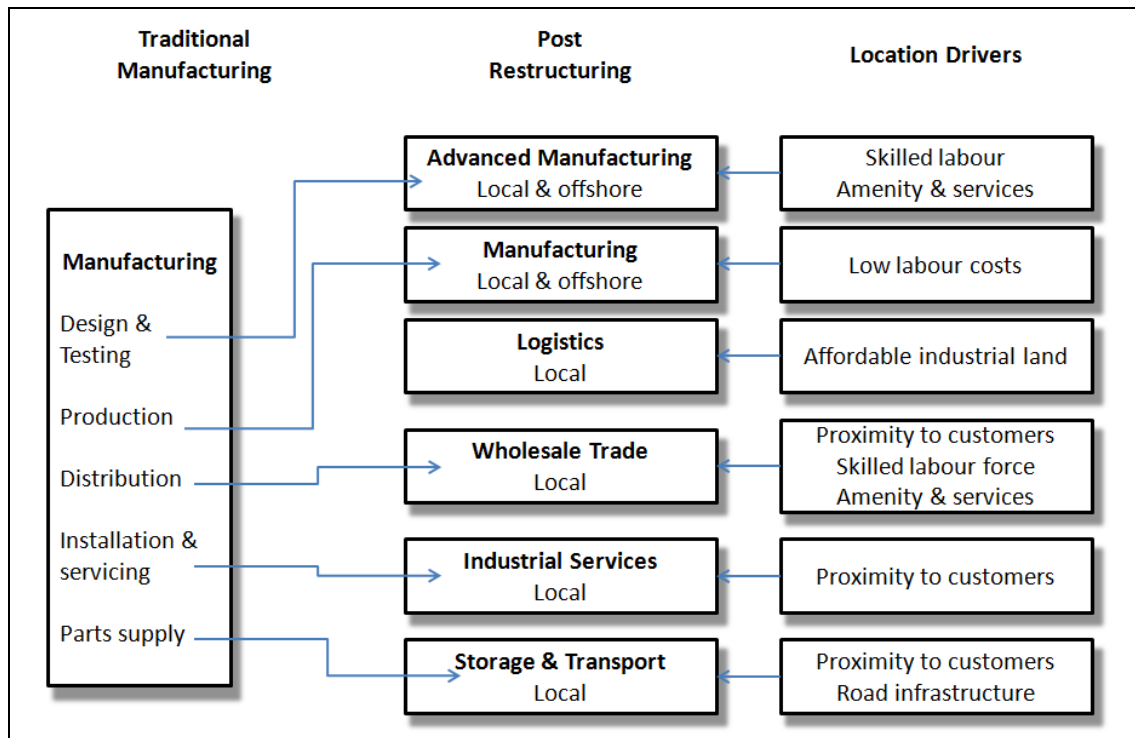 Traditional
Manufacturing
Post
Restructuring
Location Drivers
Manufacturing
Design &
Testing
Production
Distribution
Installation &
servicing
Parts supply
Advanced Manufacturing
Local & offshore
Manufacturing
Local & offshore
Logistics
Local
Wholesale Trade
Local
Industrial Services
Local
Storage & Transport
Local
Skilled labour
Amenity & services
Low labour costs
Affordable industrial land
Proximity to customers
Skilled labour force
Amenity & services
Proximity to customers
Proximity to customers
Road infrastructure